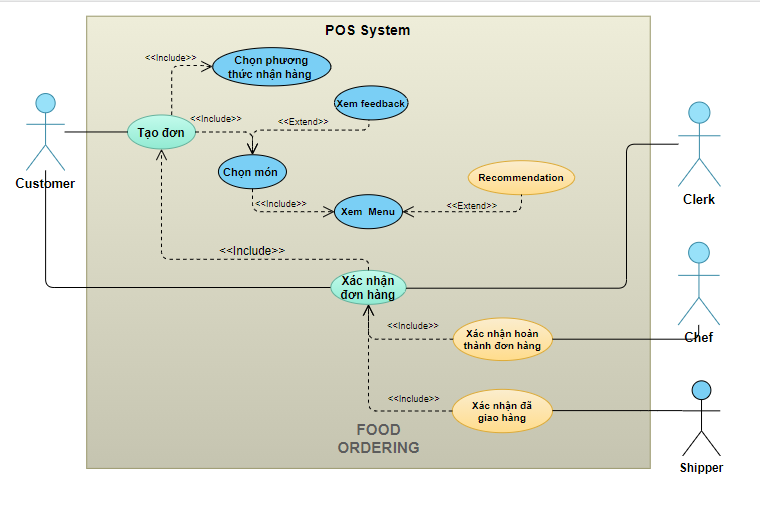 POS System
<<Include>>
Chọn phương
thức nhận hàng
Xem feedback
<<Include>>
<<Extend>>
Tạo đơn
Chọn món
Customer
Recommendation
Clerk
<<Include>>
Xem Menu
<<Extend>>
<<Include>>
Xác nhận
đơn hàng
<<Include>>
Xác nhận hoàn
thành đơn hàng
Chef
<<Include>>
Xác nhận đã
giao hàng
FOOD
ORDERING
Shipper